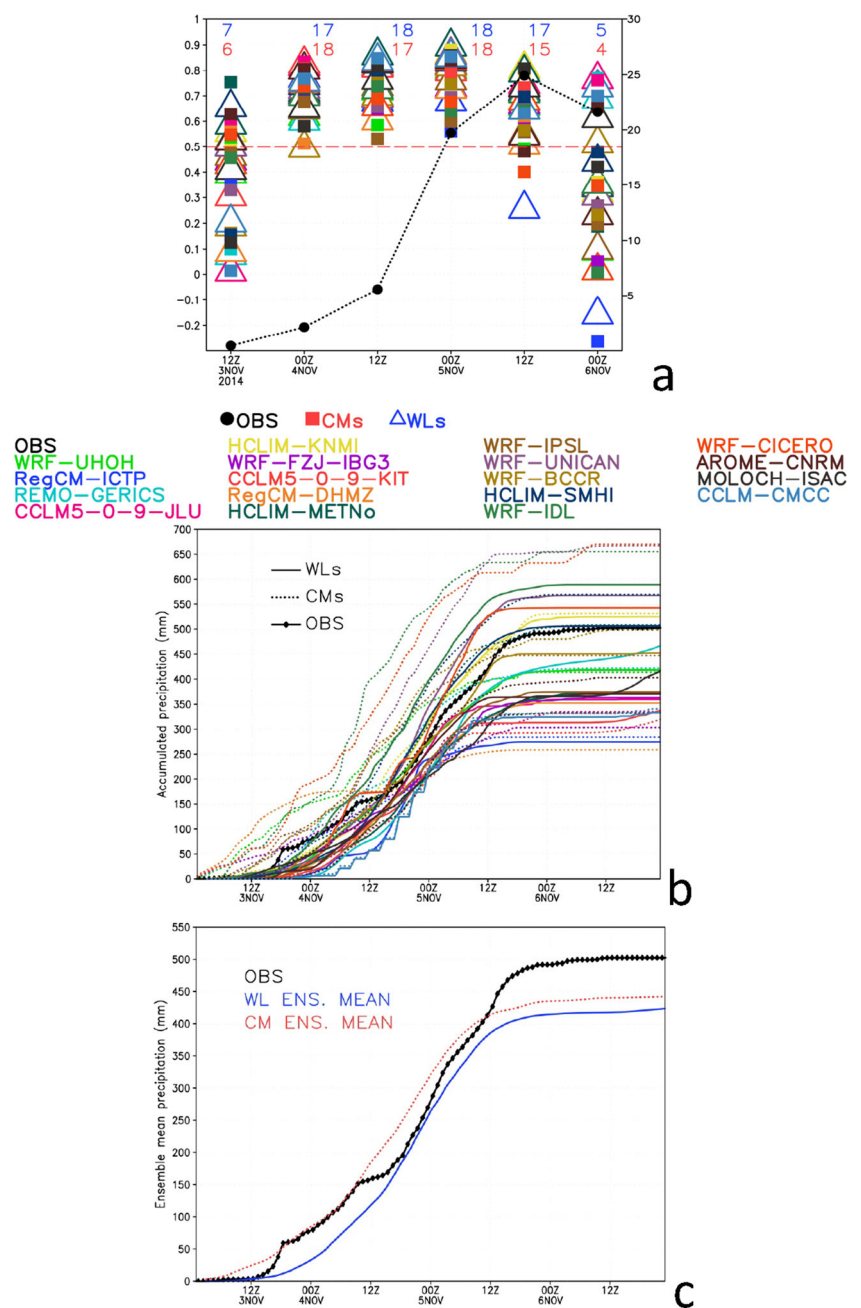 7 17 18 18 17 5
6 18 17 18 15 4
1
0.9
0.8
0.7
0.6
0.5
0.4
0.3
0.2
0.1
0
−0.1
−0.2
30
25
20
15
10
5
12Z 00Z 12Z 00Z 12Z 00Z
3NOV 4NOV 5NOV 6NOV
2014
a
OBS CMs WLs
OBS HCLIM−KNMI WRF−IPSL WRF−CICERO
WRF−UHOH WRF−FZJ−IBG3 WRF−UNICAN AROME−CNRM
RegCM−ICTP CCLM5−0−9−KIT WRF−BCCR MOLOCH−ISAC
REMO−GERICS RegCM−DHMZ HCLIM−SMHI CCLM−CMCC
CCLM5−0−9−JLU HCLIM−METNo WRF−IDL
Accumulated precipitation (mm)
700
650
600
550
500
450
400
350
300
250
200
150
100
50
0
WLs
CMs
OBS
12Z 00Z 12Z 00Z 12Z 00Z 12Z
3NOV 4NOV 5NOV 6NOV
b
Ensemble mean precipitation (mm)
550
500
450
400
350
300
250
200
150
100
50
0
OBS
WL ENS. MEAN
CM ENS. MEAN
12Z 00Z 12Z 00Z 12Z 00Z 12Z
3NOV 4NOV 5NOV 6NOV
c